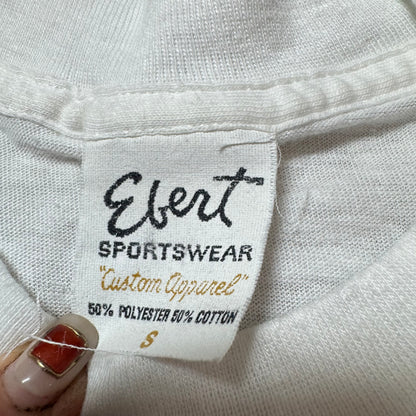 Ebert
SPORTSWEAR
"Custom Apparel"
50% POLYESTER 50% COTTON
S